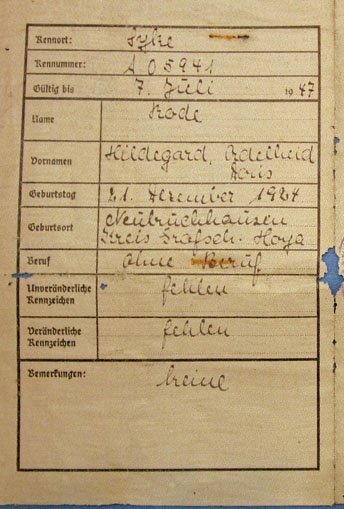 Kennort: Syke
Kennummer: A 05941
Gültig bis 7. Juli 1947
Name Rode
Vornamen Hildegard, Adelheid
Doris
Geburtstag 21. Dezember 1924
Geburtsort Neubruchhausen
Kreis Grafsch. Hoya
Beruf ohne Beruf
Unveränderliche
Kennzeichen fehlen
Veränderliche
Kennzeichen fehlen
Bemerkungen: keine